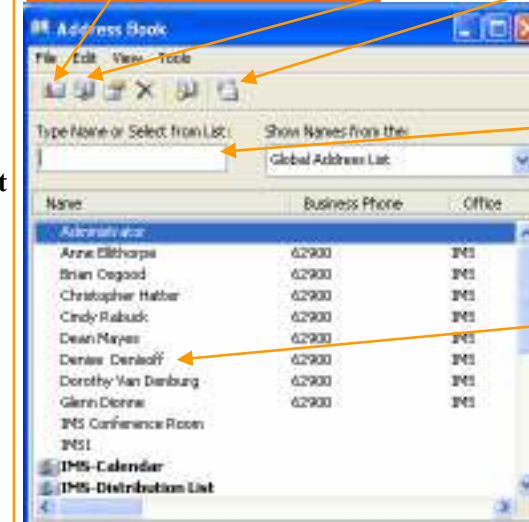 Address Book
File Edit View Tools
Type Name or Select from List: Show Names from the:
Global Address List
t
Name Business Phone Office
Administrator
Anne Ellithorpe 62900 IMS
Brian Osgood 62900 IMS
Christopher Hatter 62900 IMS
Cindy Rabuck 62900 IMS
Dean Mayes 62900 IMS
Denise Denisoff 62900 IMS
Dorothy Van Denburg 62900 IMS
Glenn Dionne 62900 IMS
IMS Conference Room
IMSI
IMS-Calendar
IMS-Distribution List